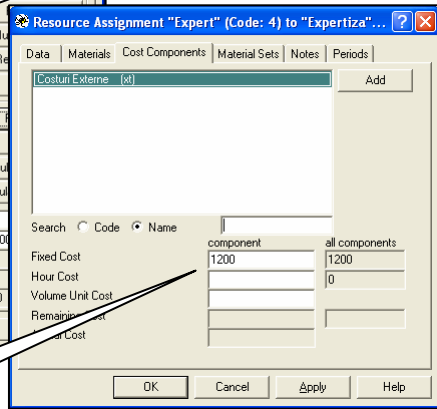 Resource Assignment "Expert" (Code: 4) to "Expertiza"...
Data Materials Cost Components Material Sets Notes Periods
Costuri Externe (xt)
Add
Search Code Name
component all components
Fixed Cost 1200 1200
Hour Cost 0
Volume Unit Cost
Remaining Cost
Cost
OK Cancel Apply Help